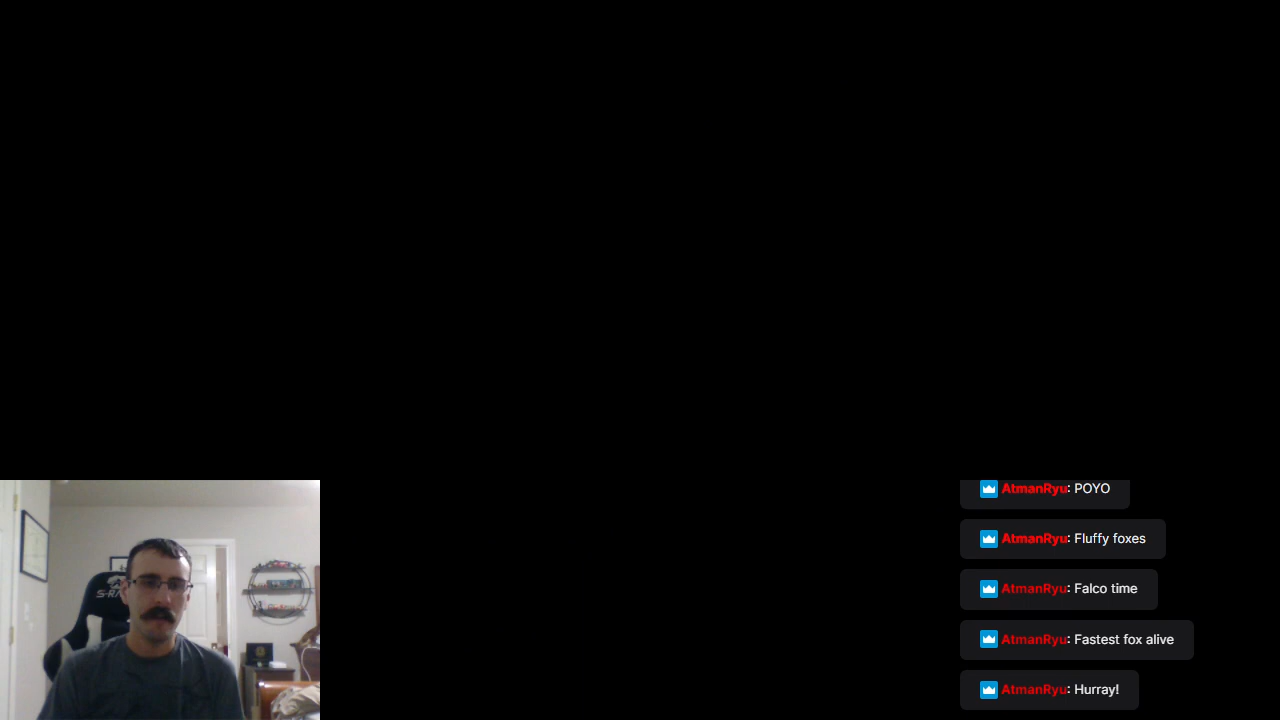 AtmanRyu: POYO
AtmanRyu: Fluffy foxes
AtmanRyu: Falco time
AtmanRyu: Fastest fox alive
AtmanRyu: Hurray!